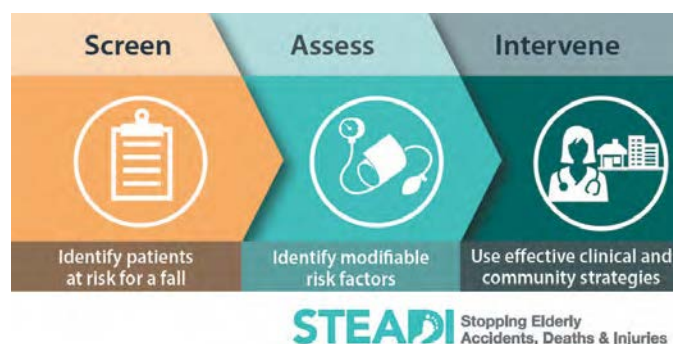 Screen
Assess
Intervene
Identify patients
at risk for a fall
Identify modifiable
risk factors
Use effective clinical and
community strategies
STEADI
Stopping Elderly
Accidents, Deaths & Injuries